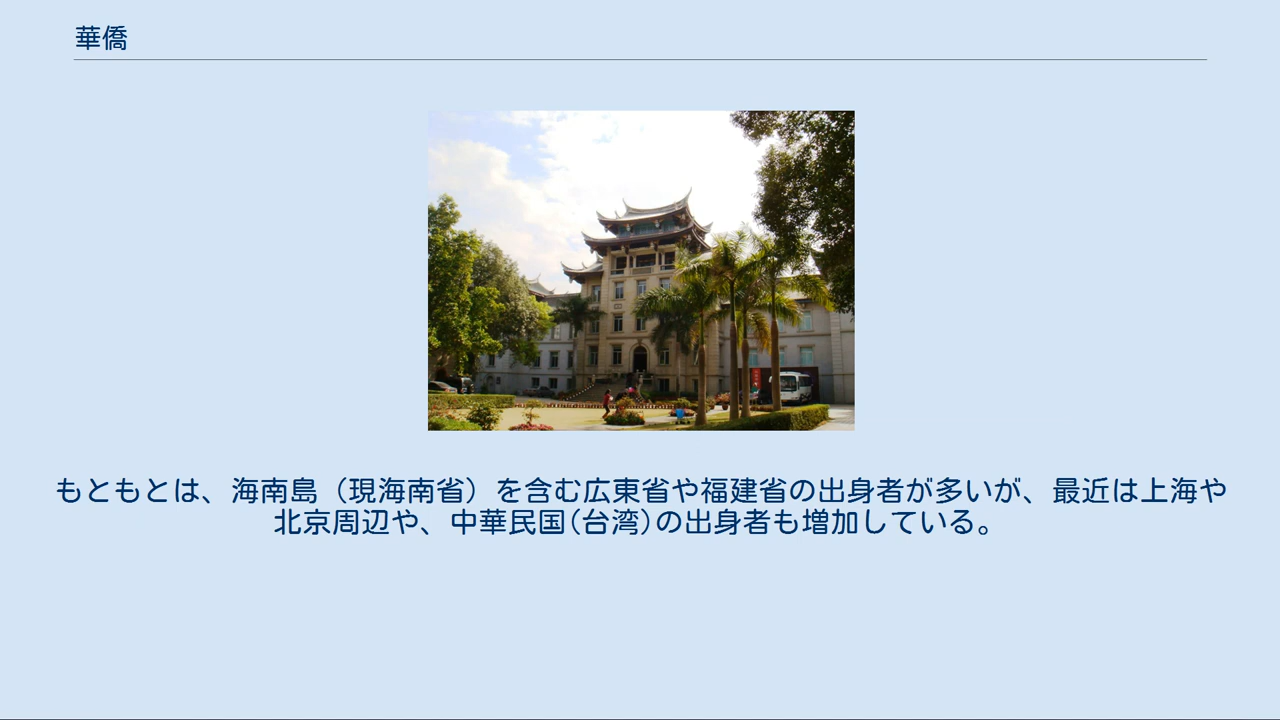 華僑
もともとは、海南島（現海南省）を含む広東省や福建省の出身者が多いが、最近は上海や
北京周辺や、中華民国(台湾)の出身者も増加している。